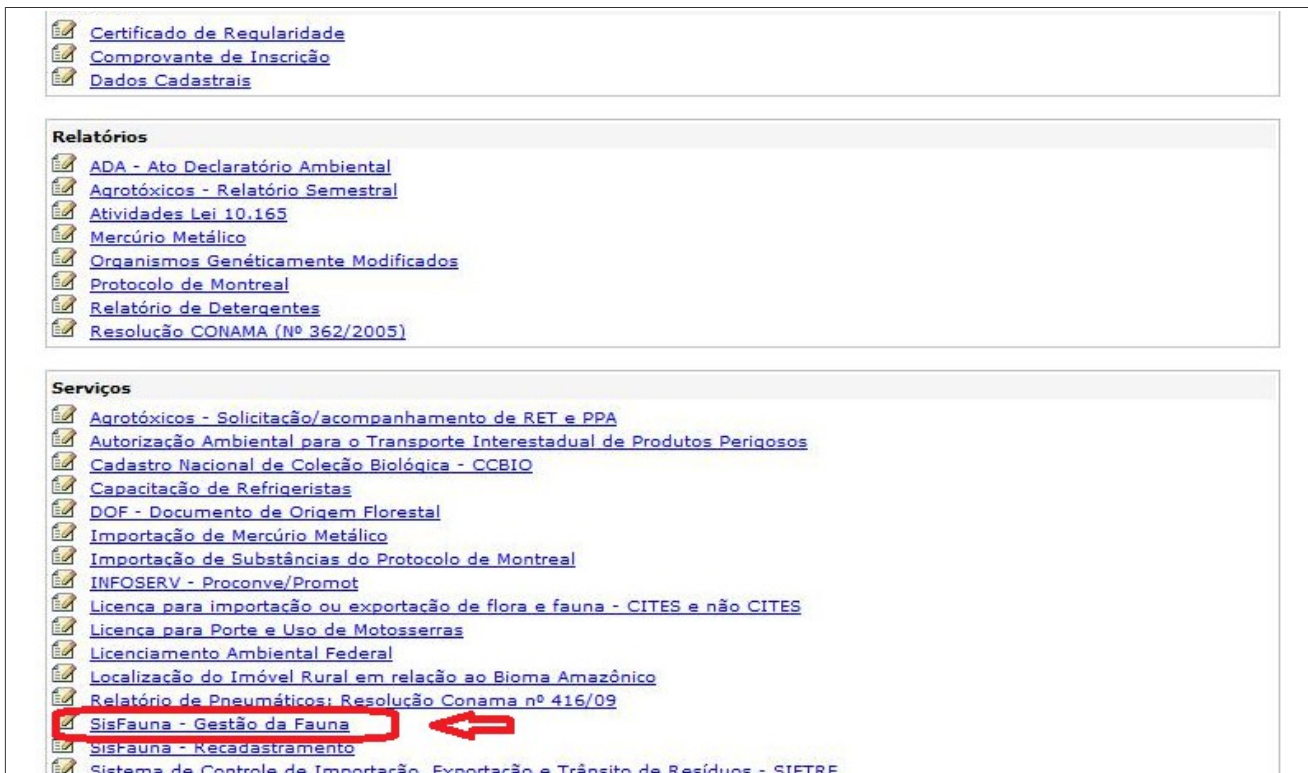 Certificado de Regularidade
Comprovante de Inscrição
Dados Cadastrais
Relatórios
ADA - Ato Declaratório Ambiental
Agrotóxicos - Relatório Semestral
Atividades Lei 10.165
Mercúrio Metálico
Organismos Genéticamente Modificados
Protocolo de Montreal
Relatório de Detergentes
Resolução CONAMA (Nº 362/2005)
Serviços
Agrotóxicos - Solicitação/acompanhamento de RET e PPA
Autorização Ambiental para o Transporte Interestadual de Produtos Perigosos
Cadastro Nacional de Coleção Biológica - CCBIO
Capacitação de Refrigeristas
DOF - Documento de Origem Florestal
Importação de Mercúrio Metálico
Importação de Substâncias do Protocolo de Montreal
INFOSERV - Proconve/Promot
Licença para importação ou exportação de flora e fauna - CITES e não CITES
Licença para Porte e Uso de Motosserras
Licenciamento Ambiental Federal
Localização do Imóvel Rural em relação ao Bioma Amazônico
Relatório de Pneumáticos: Resolução Conama nº 416/09
SisFauna - Gestão da Fauna
SisFauna - Recadastramento
Sistema de Controle de Importação, Exportação e Trânsito de Resíduos - SIETRE